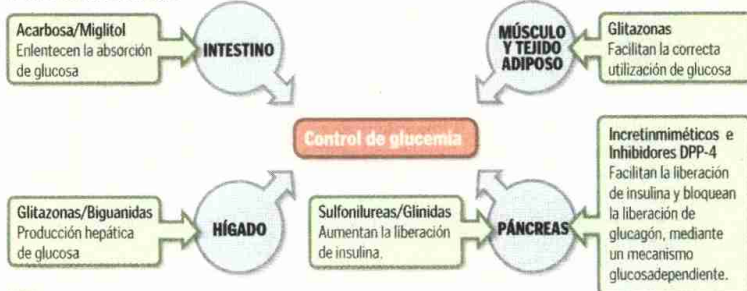 Acarbosa/Miglitol
Enlentecen la absorción
de glucosa
INTESTINO
MÚSCULO
Y TEJIDO
ADIPOSO
Glitazonas
Facilitan la correcta
utilización de glucosa
Control de glucemia
Glitazonas/Biguanidas
Producción hepática
de glucosa
HÍGADO
Sulfonilureas/Glinidas
Aumentan la liberación
de insulina.
PÁNCREAS
Incretinmiméticos e
Inhibidores DPP-4
Facilitan la liberación
de insulina y bloquean
la liberación de
glucagón, mediante
un mecanismo
glucosadependiente.